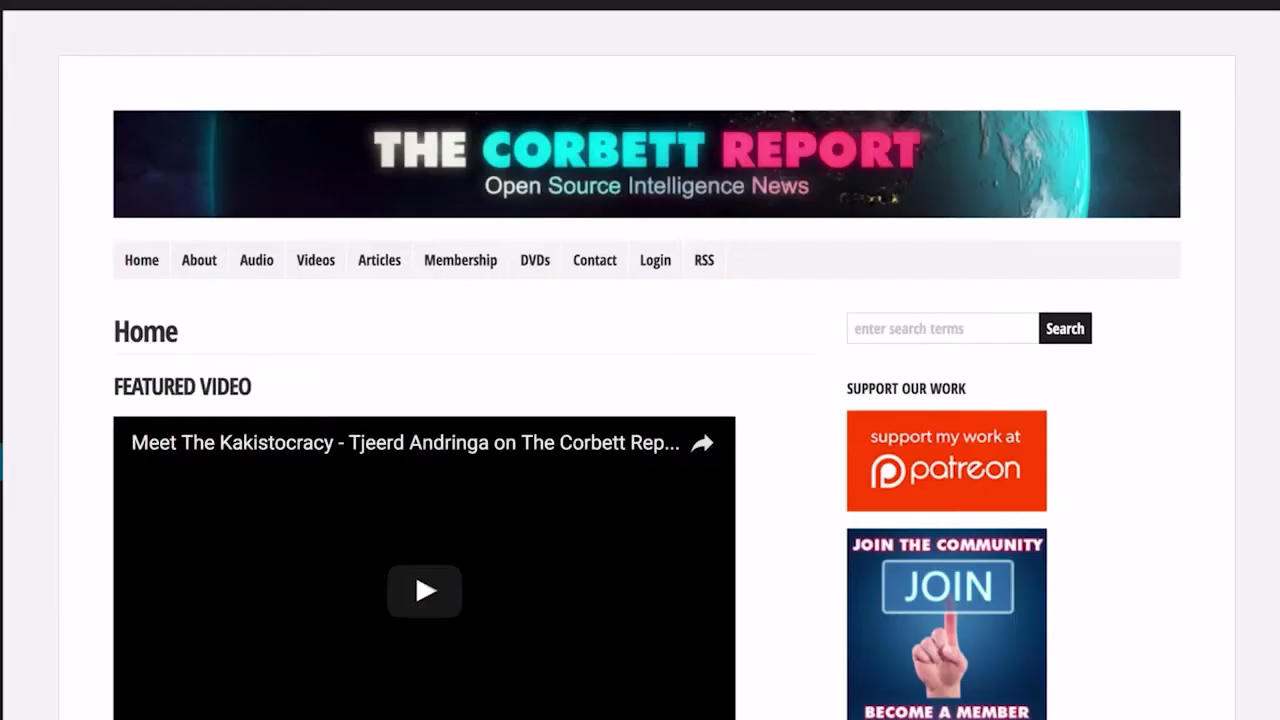 THE CORBETT REPORT
Open Source Intelligence News
Home About Audio Videos Articles Membership DVDs Contact Login RSS
Home
enter search terms Search
FEATURED VIDEO
SUPPORT OUR WORK
Meet The Kakistocracy - Tjeerd Andringa on The Corbett Rep...
support my work at
patreon
JOIN THE COMMUNITY
JOIN
BECOME A MEMBER